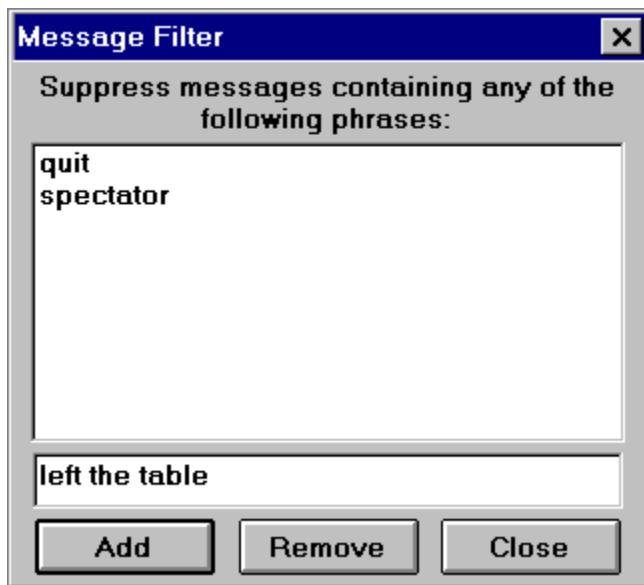 Message Filter
Suppress messages containing any of the
following phrases:
quit
spectator
left the table
Add Remove Close